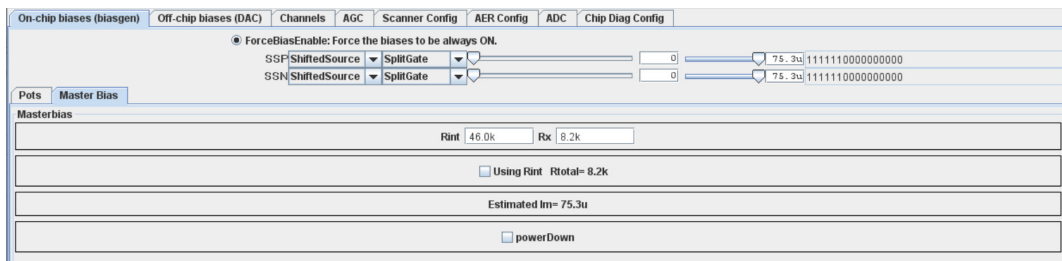 On-chip biases (biasgen) Off-chip biases (DAC) Channels AGC Scanner Config AER Config ADC Chip Diag Config
ForceBiasEnable: Force the biases to be always ON.
SSP ShiftedSource SplitGate 0 75.3u 1111110000000000
SSN ShiftedSource SplitGate 0 75.3u 1111110000000000
Pots Master Bias
Masterbias
Rint 46.0k Rx 8.2k
Using Rint Rtotal= 8.2k
Estimated Im= 75.3u
powerDown